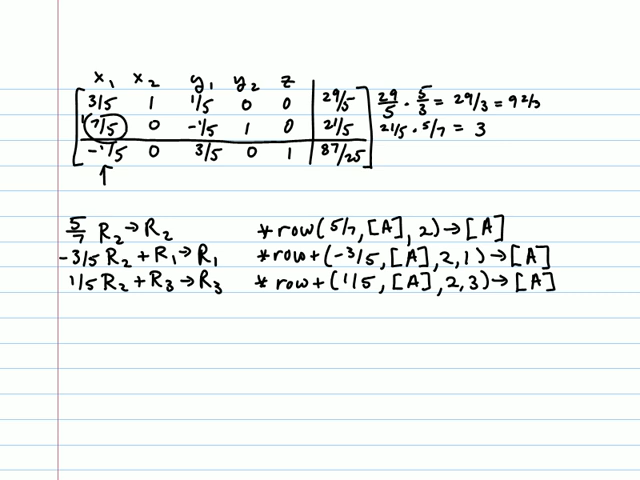 x₁ x₂ y₁ y₂ z
3/5 1 1/5 0 0 29/5 29/5 · 5/3 = 29/3 = 9 2/3
7/5 0 -1/5 1 0 21/5 21/5 · 5/7 = 3
-1/5 0 3/5 0 1 87/25
↑
5/7 R₂ → R₂ *row(5/7, [A], 2) → [A]
-3/5 R₂ + R₁ → R₁ *row+(-3/5, [A], 2, 1) → [A]
1/5 R₂ + R₃ → R₃ *row+(1/5, [A], 2, 3) → [A]